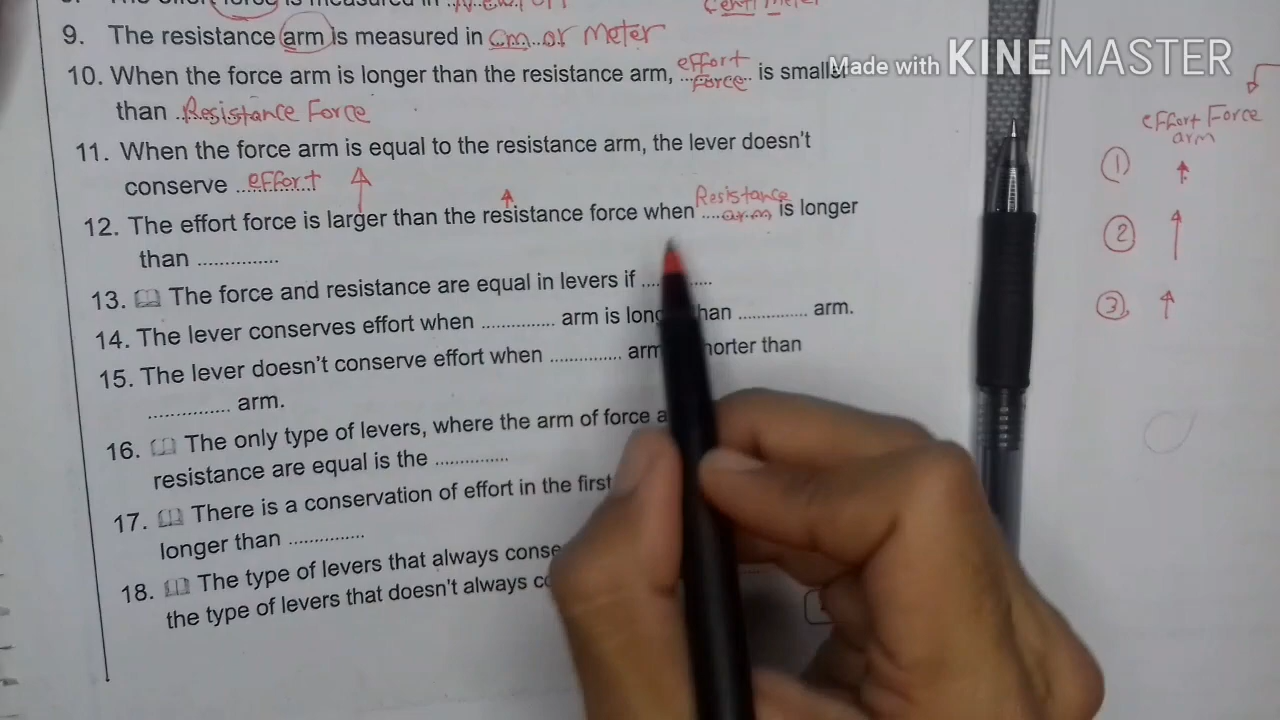 9. The resistance arm is measured in cm or Meter
Made with KINEMASTER
10. When the force arm is longer than the resistance arm, effort Force is smaller
than Resistance Force
11. When the force arm is equal to the resistance arm, the lever doesn't
conserve effort
12. The effort force is larger than the resistance force when Resistance arm is longer
than ...............
13. The force and resistance are equal in levers if ...............
14. The lever conserves effort when .............. arm is than .............. arm.
15. The lever doesn't conserve effort when .............. arm than
................ arm.
16. The only type of levers, where the arm of force
resistance are equal is the ...............
17. There is a conservation of effort in the first
longer than ...............
18. The type of levers that always
the type of levers that doesn't always
effort Force
arm
1
2
3